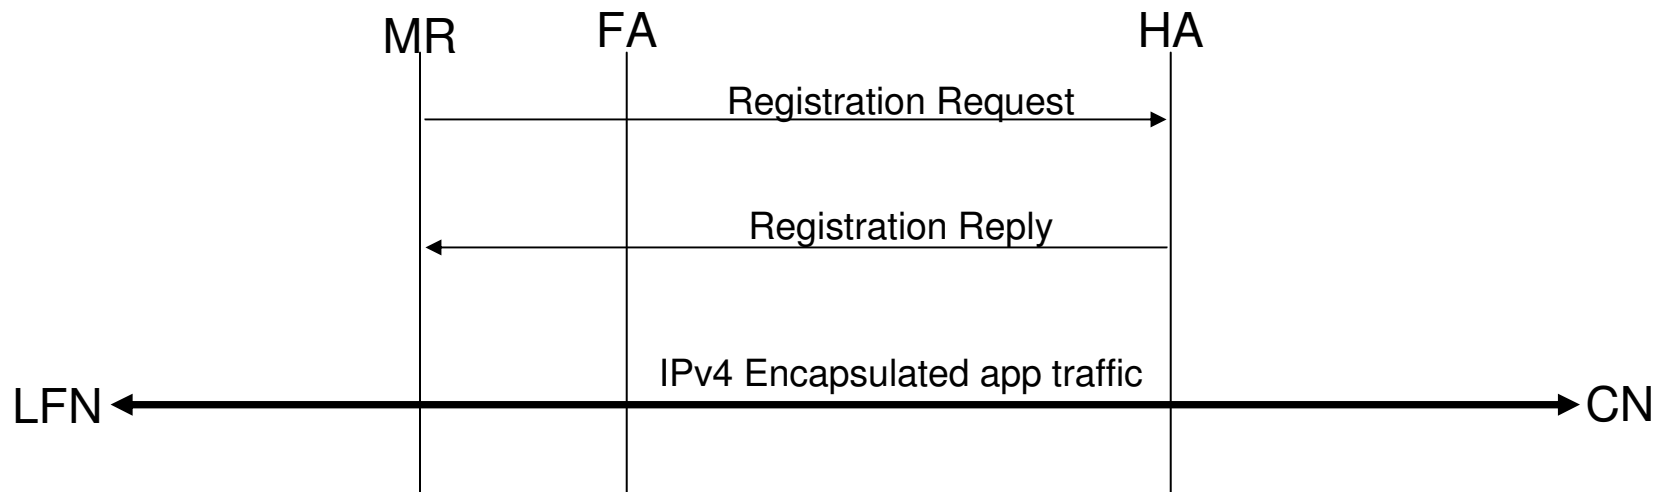 MR
FA
HA
Registration Request
Registration Reply
IPv4 Encapsulated app traffic
LFN
CN